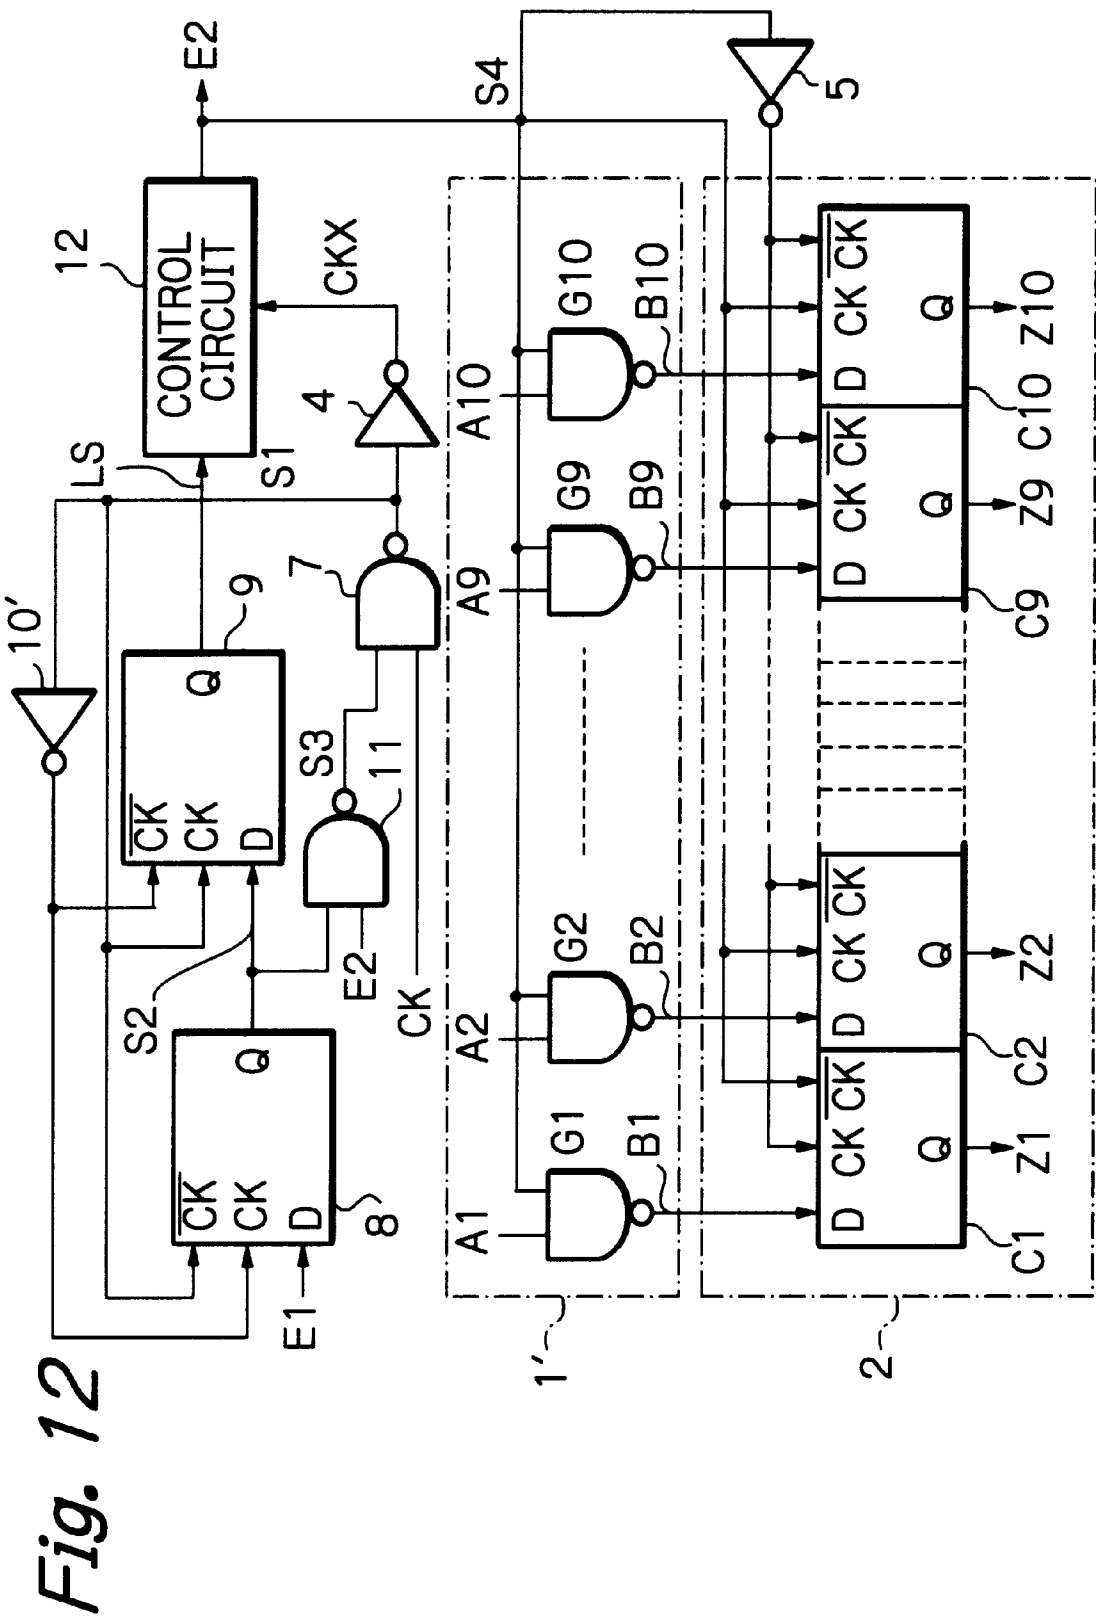 Fig. 12
E2
12
CONTROL
CIRCUIT
LS
S1
CKX
S4
5
10'
9
CK
CK
D
Q
7
4
S2
S3
11
E2
CK
CK
CK
D
Q
8
E1
A1
A2
A9
A10
G1
G2
G9
G10
B1
B2
B9
B10
1'
2
D
CK
CK
Q
D
CK
CK
Q
D
CK
CK
Q
D
CK
CK
Q
C1
Z1
C2
Z2
C9
Z9
C10
Z10